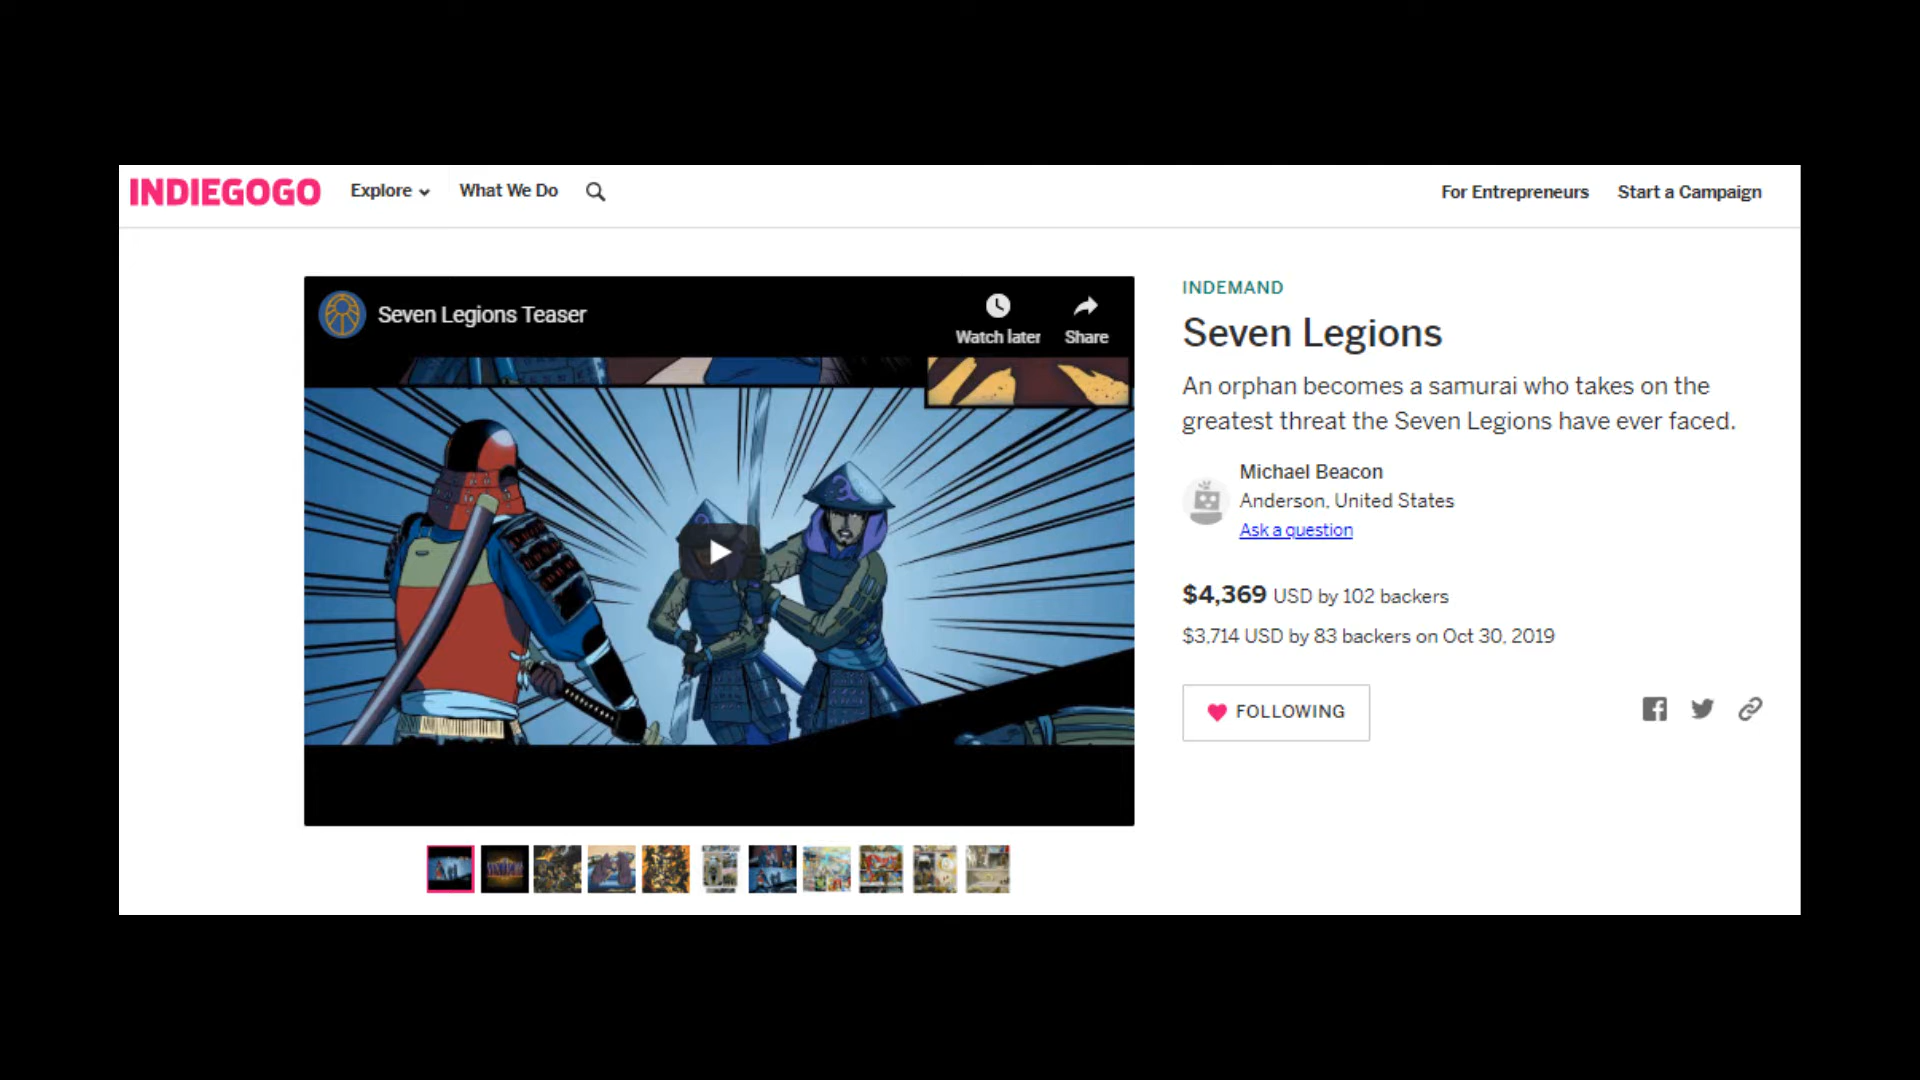 INDIEGOGO
Explore
What We Do
For Entrepreneurs
Start a Campaign
Seven Legions Teaser
Watch later
Share
INDEMAND
Seven Legions
An orphan becomes a samurai who takes on the
greatest threat the Seven Legions have ever faced.
Michael Beacon
Anderson, United States
Ask a question
$4,369 USD by 102 backers
$3,714 USD by 83 backers on Oct 30, 2019
FOLLOWING